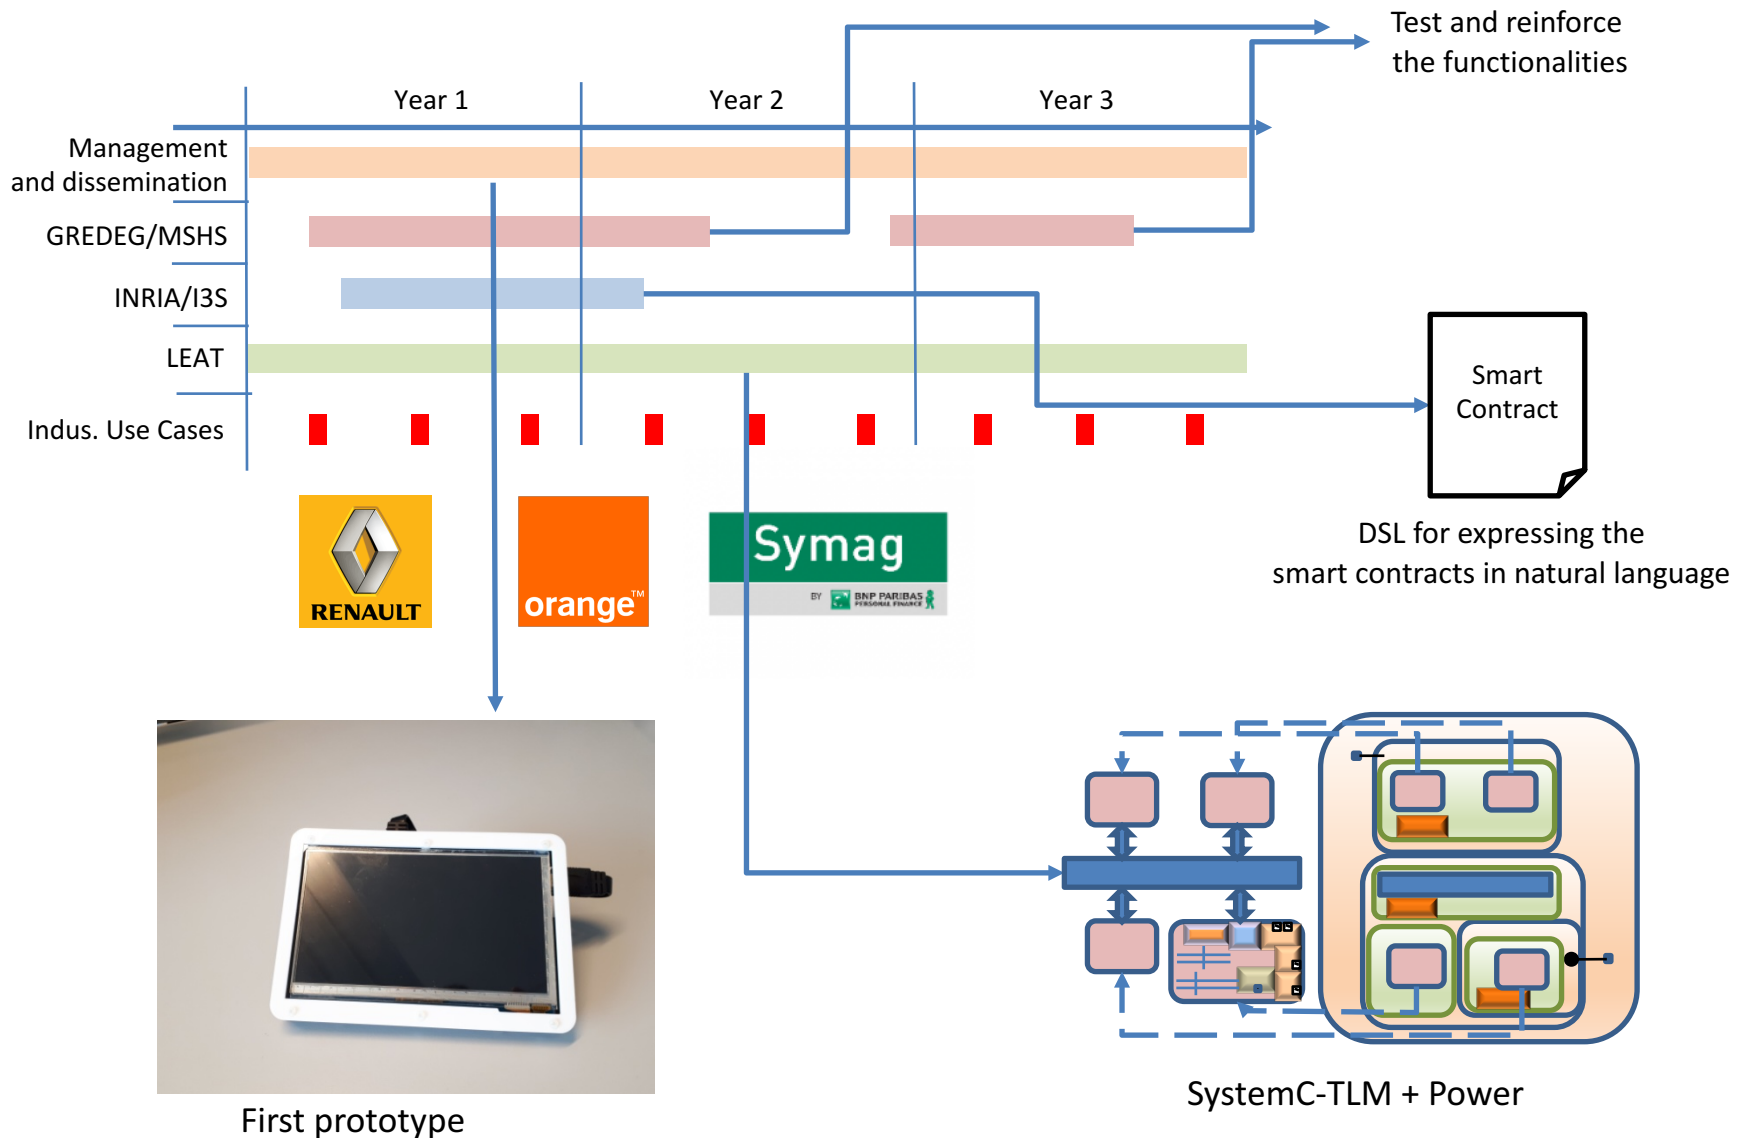 Test and reinforce
the functionalities
Year 1
Year 2
Year 3
Management
and dissemination
GREDEG/MSHS
INRIA/I3S
LEAT
Indus. Use Cases
Smart
Contract
DSL for expressing the
smart contracts in natural language
RENAULT
orange™
Symag
BY BNP PARIBAS
PERSONAL FINANCE
First prototype
SystemC-TLM + Power